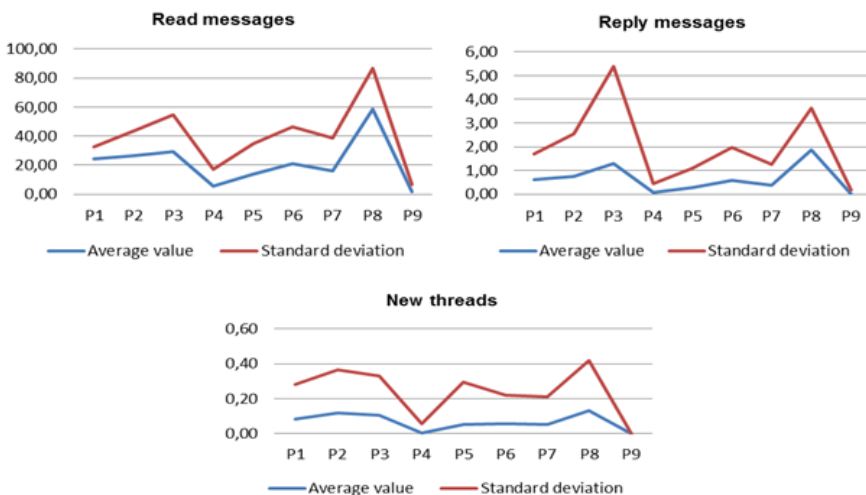 Read messages
100,00
80,00
60,00
40,00
20,00
0,00
P1 P2 P3 P4 P5 P6 P7 P8 P9
Average value Standard deviation
Reply messages
6,00
5,00
4,00
3,00
2,00
1,00
0,00
P1 P2 P3 P4 P5 P6 P7 P8 P9
Average value Standard deviation
New threads
0,60
0,40
0,20
0,00
P1 P2 P3 P4 P5 P6 P7 P8 P9
Average value Standard deviation